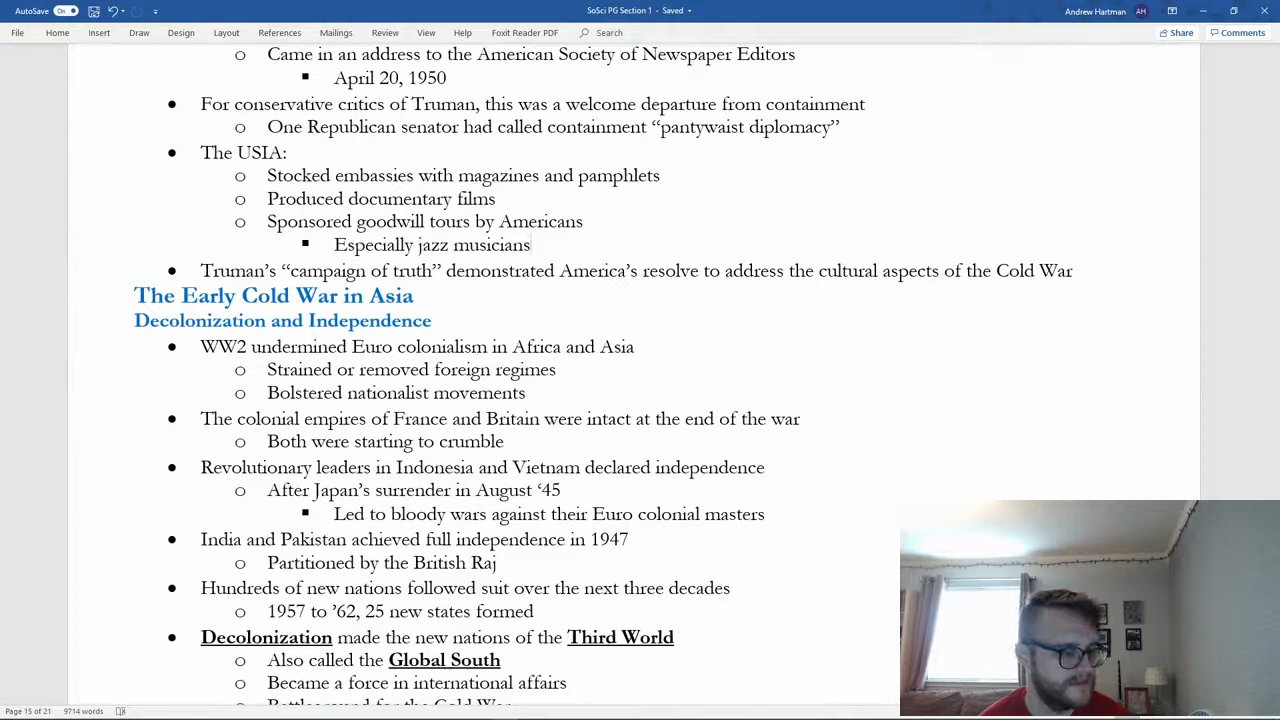 AutoSave On SoSci PG Section 1 - Saved Andrew Hartman AH
File Home Insert Draw Design Layout References Mailings Review View Help Foxit Reader PDF Search Share Comments
o Came in an address to the American Society of Newspaper Editors
▪ April 20, 1950
• For conservative critics of Truman, this was a welcome departure from containment
o One Republican senator had called containment “pantywaist diplomacy”
• The USIA:
o Stocked embassies with magazines and pamphlets
o Produced documentary films
o Sponsored goodwill tours by Americans
▪ Especially jazz musicians
• Truman’s “campaign of truth” demonstrated America’s resolve to address the cultural aspects of the Cold War
The Early Cold War in Asia
Decolonization and Independence
• WW2 undermined Euro colonialism in Africa and Asia
o Strained or removed foreign regimes
o Bolstered nationalist movements
• The colonial empires of France and Britain were intact at the end of the war
o Both were starting to crumble
• Revolutionary leaders in Indonesia and Vietnam declared independence
o After Japan’s surrender in August ‘45
▪ Led to bloody wars against their Euro colonial masters
• India and Pakistan achieved full independence in 1947
o Partitioned by the British Raj
• Hundreds of new nations followed suit over the next three decades
o 1957 to ’62, 25 new states formed
• Decolonization made the new nations of the Third World
o Also called the Global South
o Became a force in international affairs
o Battleground for the Cold War
Page 15 of 21 9714 words